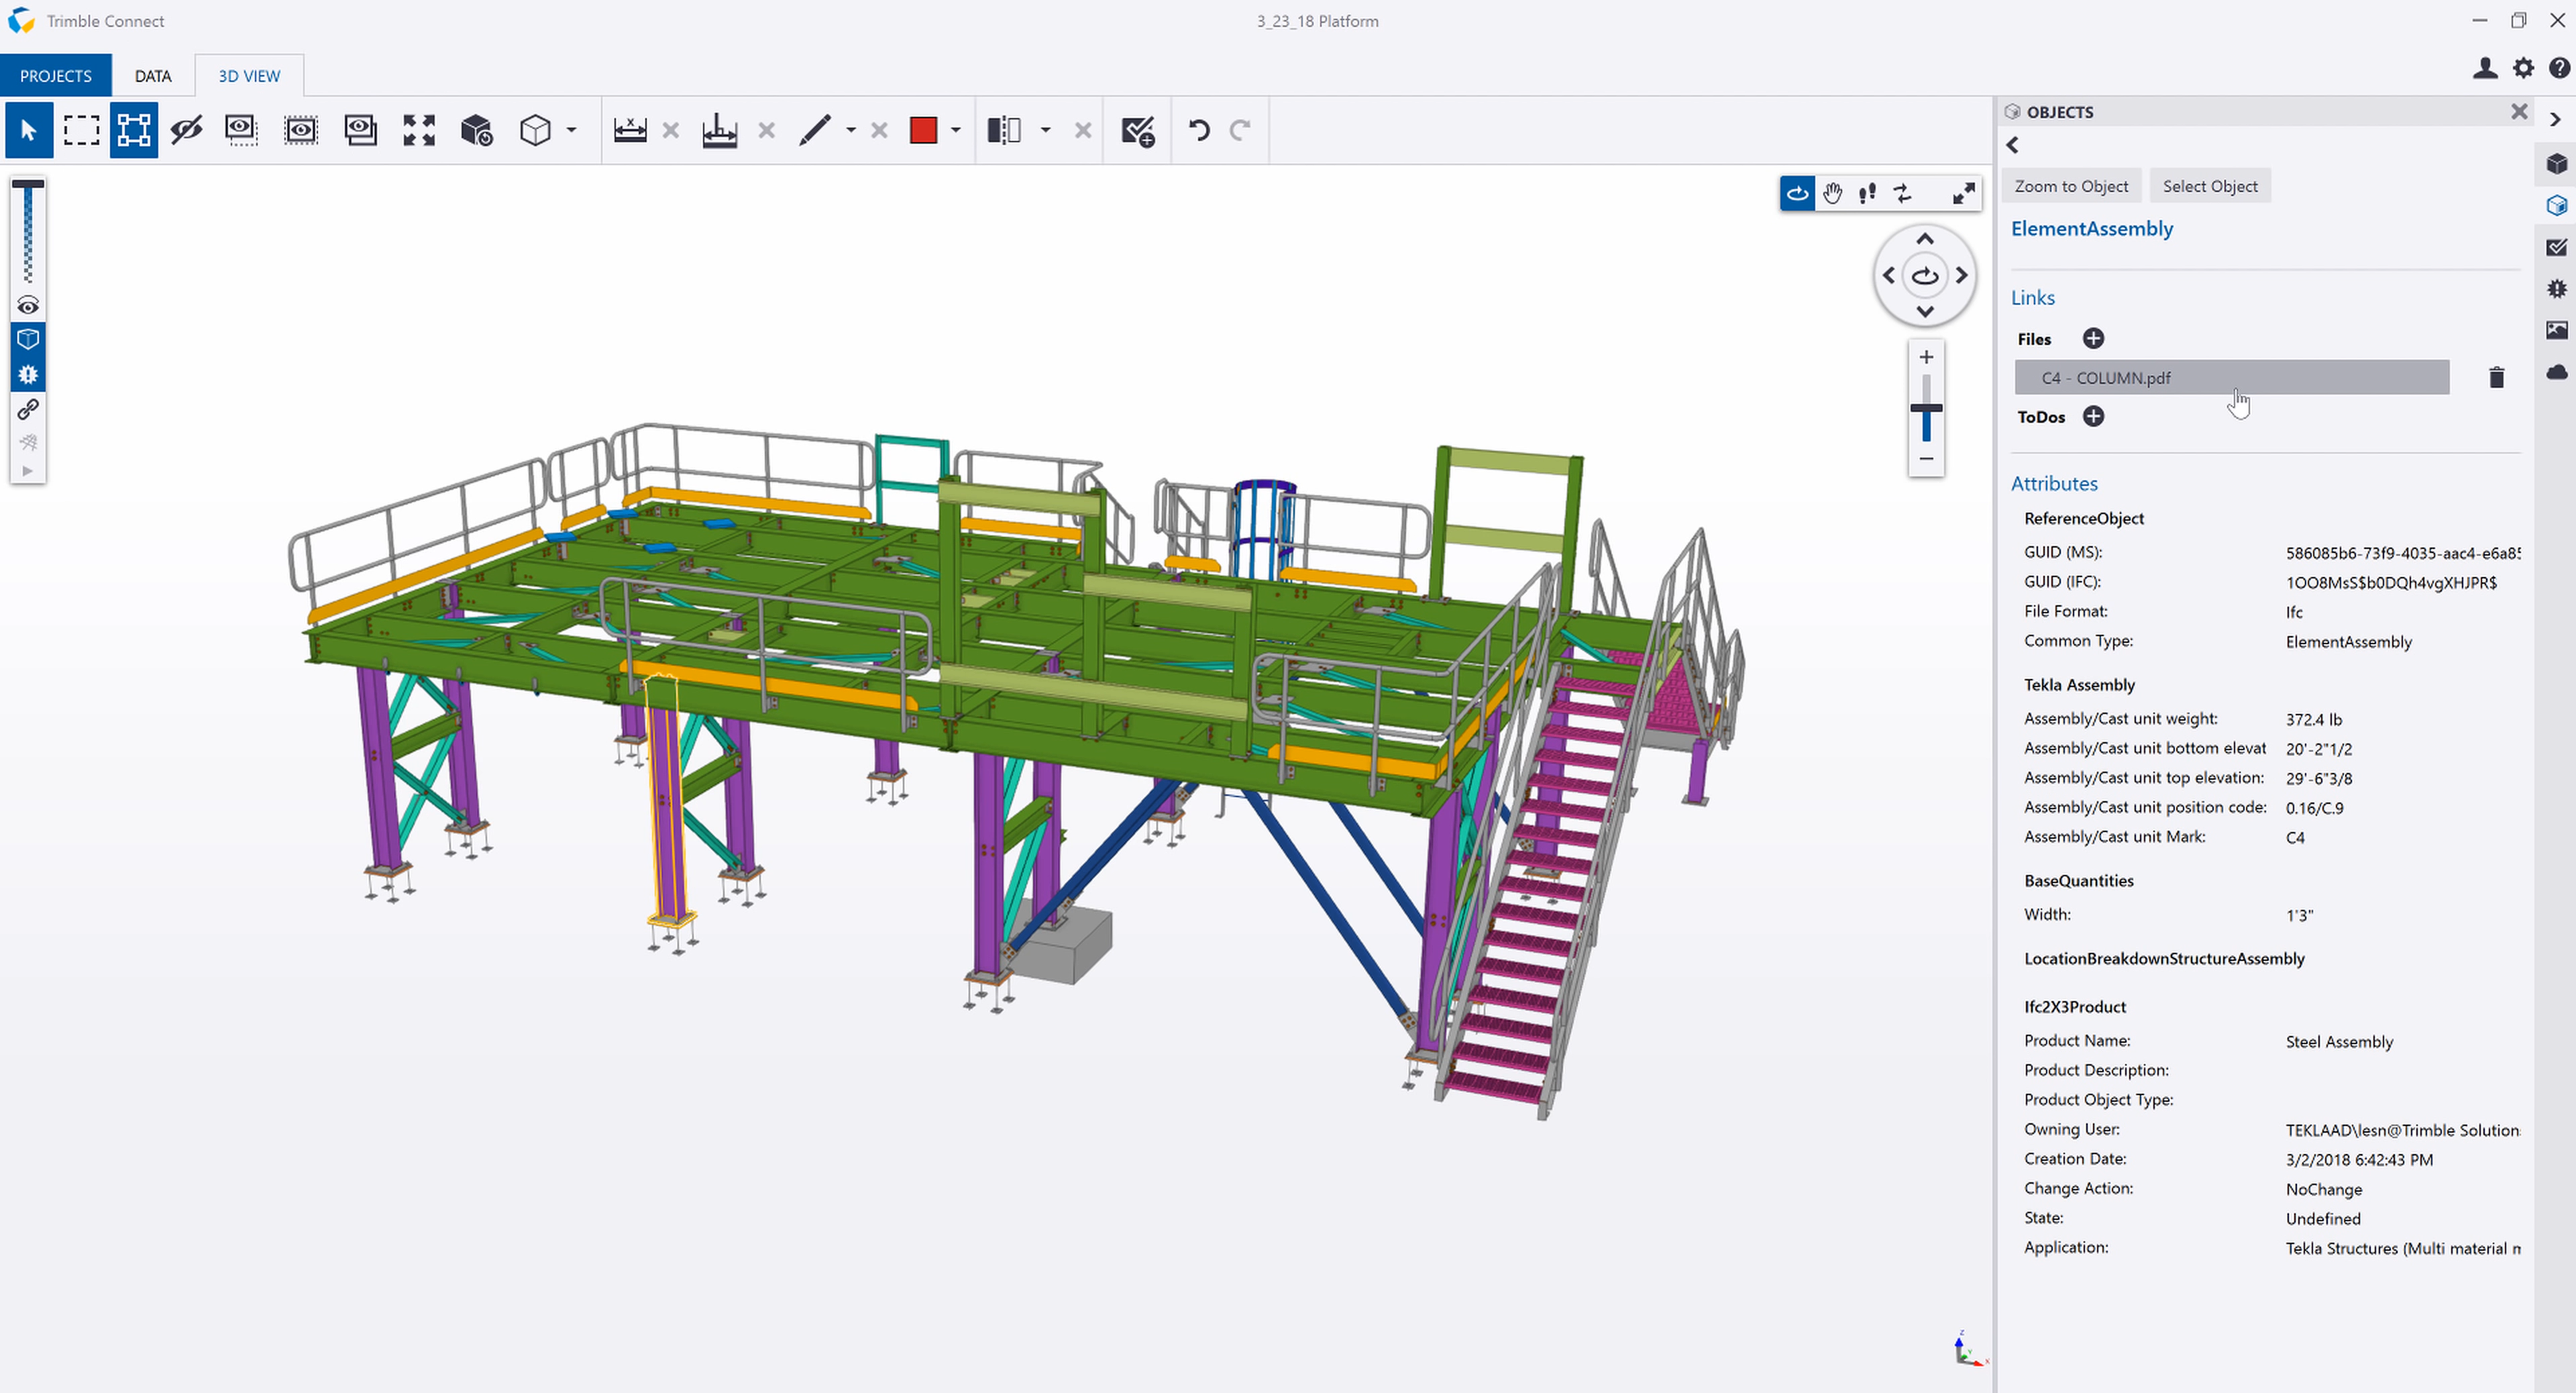 Trimble Connect
3_23_18 Platform
PROJECTS
DATA
3D VIEW
OBJECTS
Zoom to Object
Select Object
ElementAssembly
Links
Files
C4 - COLUMN.pdf
ToDos
Attributes
ReferenceObject
GUID (MS): 586085b6-73f9-4035-aac4-e6a85
GUID (IFC): 1OO8MsS$b0DQh4vgXHJPR$
File Format: Ifc
Common Type: ElementAssembly
Tekla Assembly
Assembly/Cast unit weight: 372.4 lb
Assembly/Cast unit bottom elevat 20'-2"1/2
Assembly/Cast unit top elevation: 29'-6"3/8
Assembly/Cast unit position code: 0.16/C.9
Assembly/Cast unit Mark: C4
BaseQuantities
Width: 1'3"
LocationBreakdownStructureAssembly
Ifc2X3Product
Product Name: Steel Assembly
Product Description:
Product Object Type:
Owning User: TEKLAAD\lesn@Trimble Solution
Creation Date: 3/2/2018 6:42:43 PM
Change Action: NoChange
State: Undefined
Application: Tekla Structures (Multi material m